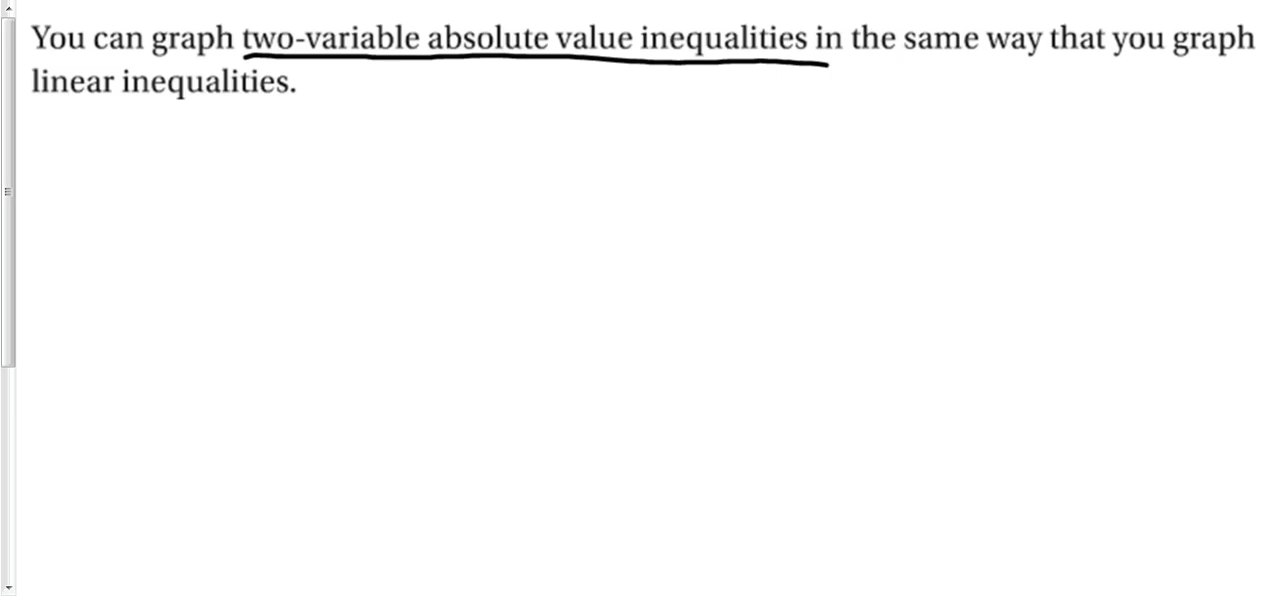 You can graph two-variable absolute value inequalities in the same way that you graph
linear inequalities.